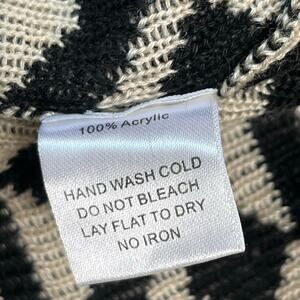 100% Acrylic
HAND WASH COLD
DO NOT BLEACH
LAY FLAT TO DRY
NO IRON